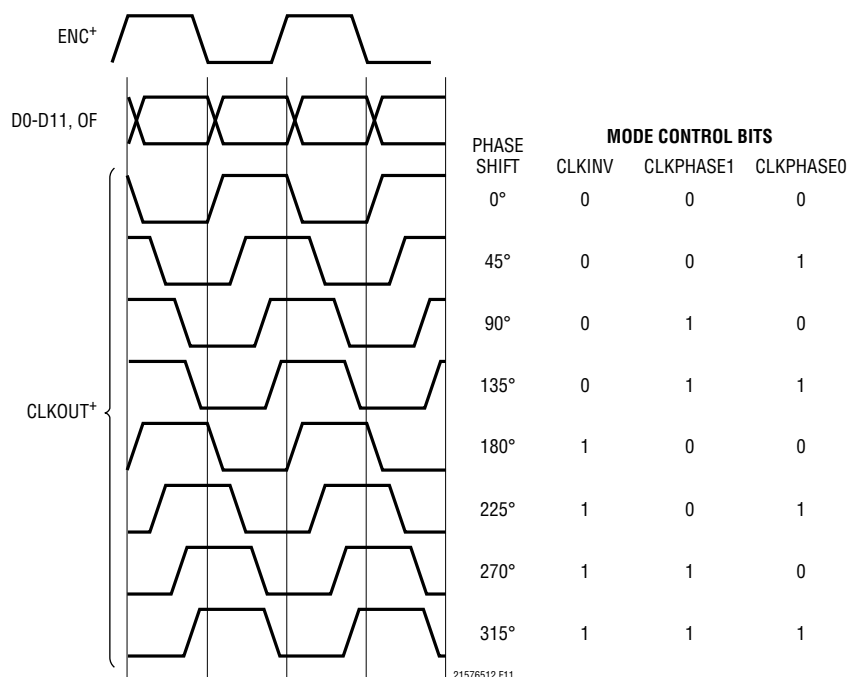 ENC+
D0-D11, OF
CLKOUT+
MODE CONTROL BITS
PHASE SHIFT CLKINV CLKPHASE1 CLKPHASE0
0° 0 0 0
45° 0 0 1
90° 0 1 0
135° 0 1 1
180° 1 0 0
225° 1 0 1
270° 1 1 0
315° 1 1 1
21576512 F11